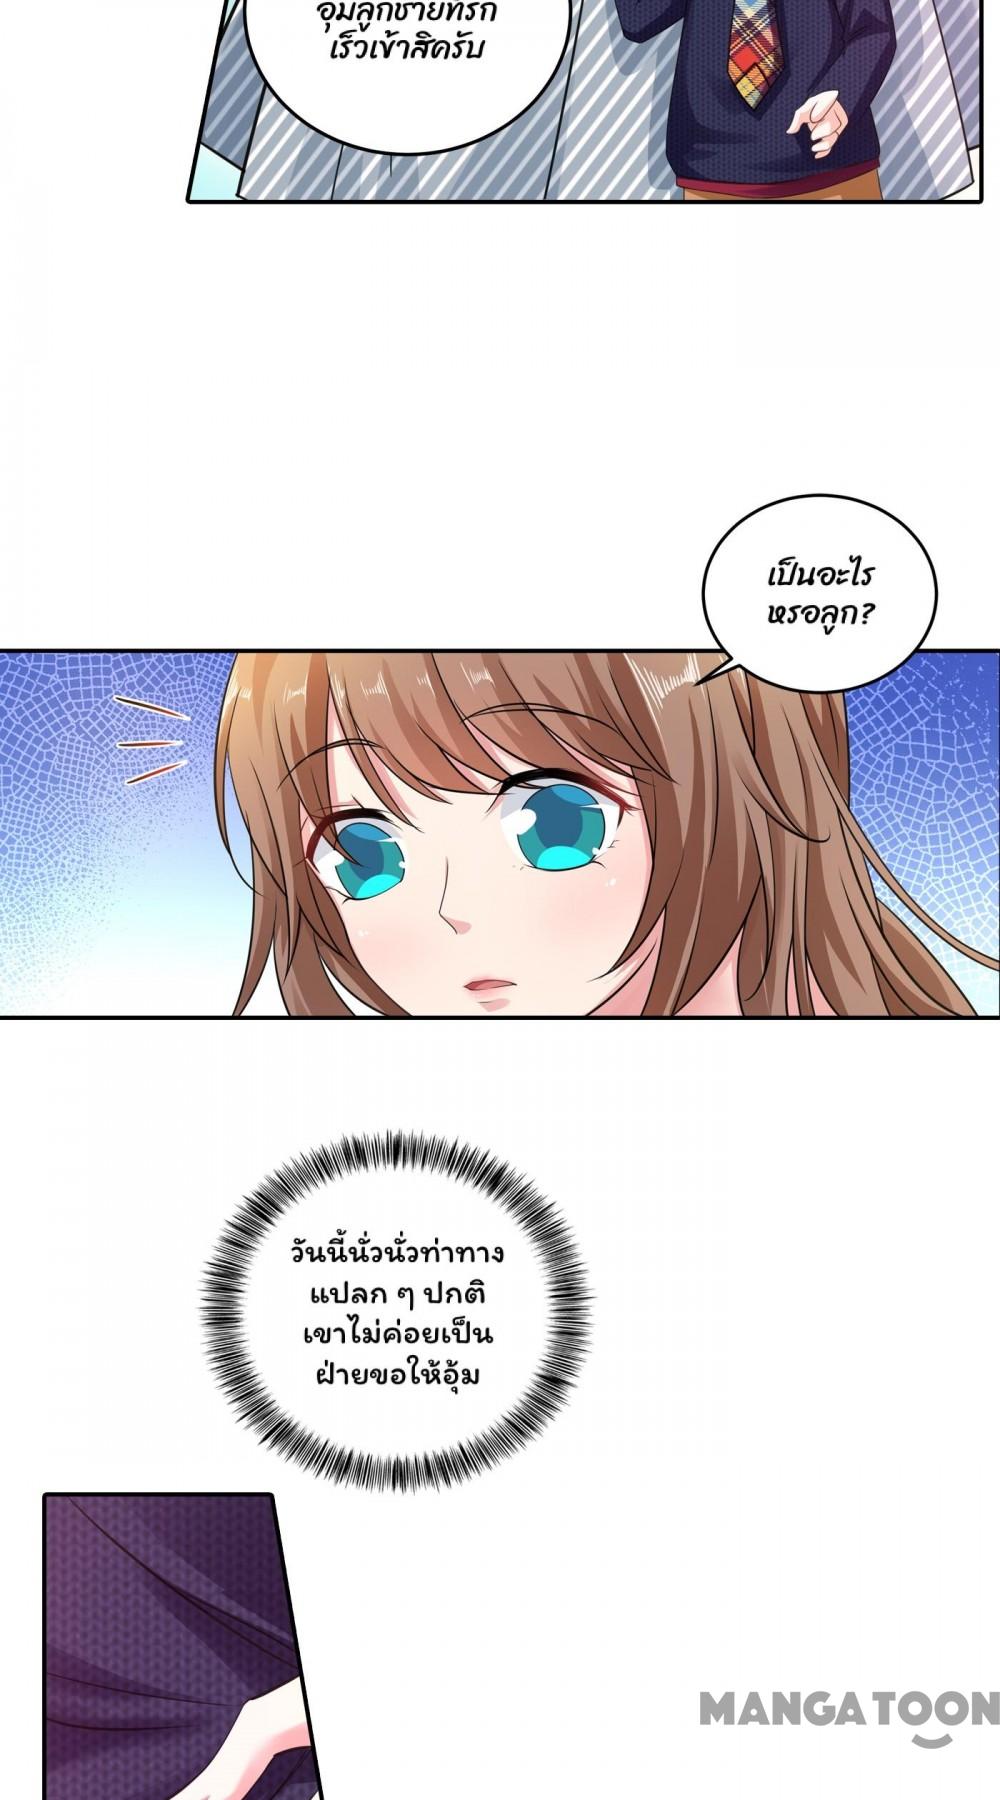 อุ้มลูกชายที่รัก
เร็วเข้าสิครับ
เป็นอะไร
หรอลูก?
วันนี้นั่วนั่วท่าทาง
แปลก ๆ ปกติ
เขาไม่ค่อยเป็น
ฝ่ายขอให้อุ้ม
MANGATOON